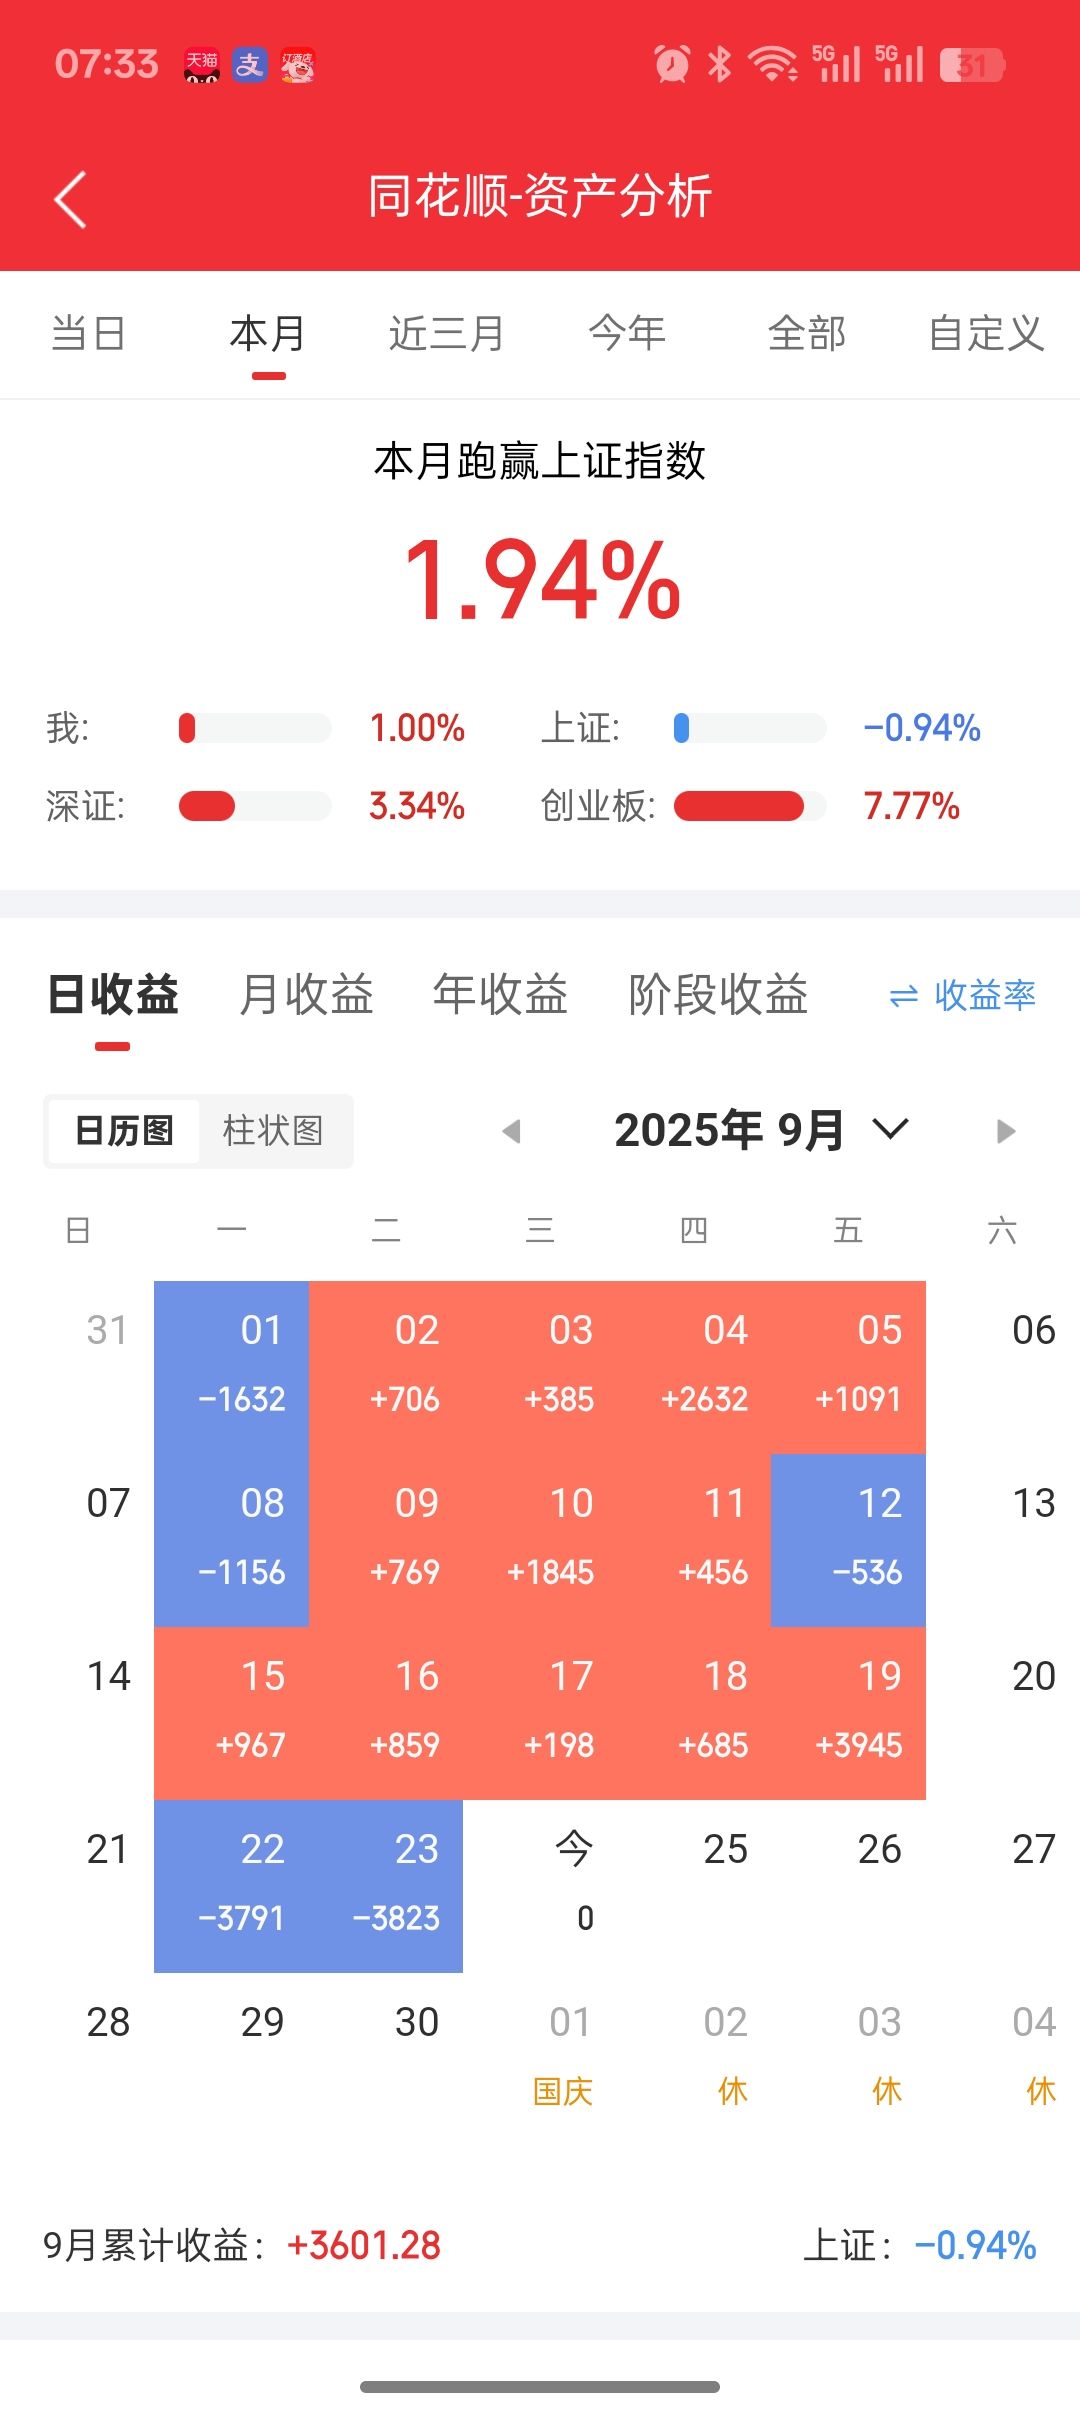 07:33 天猫 支 订酒店 5G 5G 31
同花顺-资产分析
当日 本月 近三月 今年 全部 自定义
本月跑赢上证指数
1.94%
我: 1.00% 上证: -0.94%
深证: 3.34% 创业板: 7.77%
日收益 月收益 年收益 阶段收益 ⇌ 收益率
日历图 柱状图 2025年 9月
日 一 二 三 四 五 六
31 01 02 03 04 05 06
-1632 +706 +385 +2632 +1091
07 08 09 10 11 12 13
-1156 +769 +1845 +456 -536
14 15 16 17 18 19 20
+967 +859 +198 +685 +3945
21 22 23 今 25 26 27
-3791 -3823 0
28 29 30 01 02 03 04
国庆 休 休 休
9月累计收益: +3601.28 上证: -0.94%